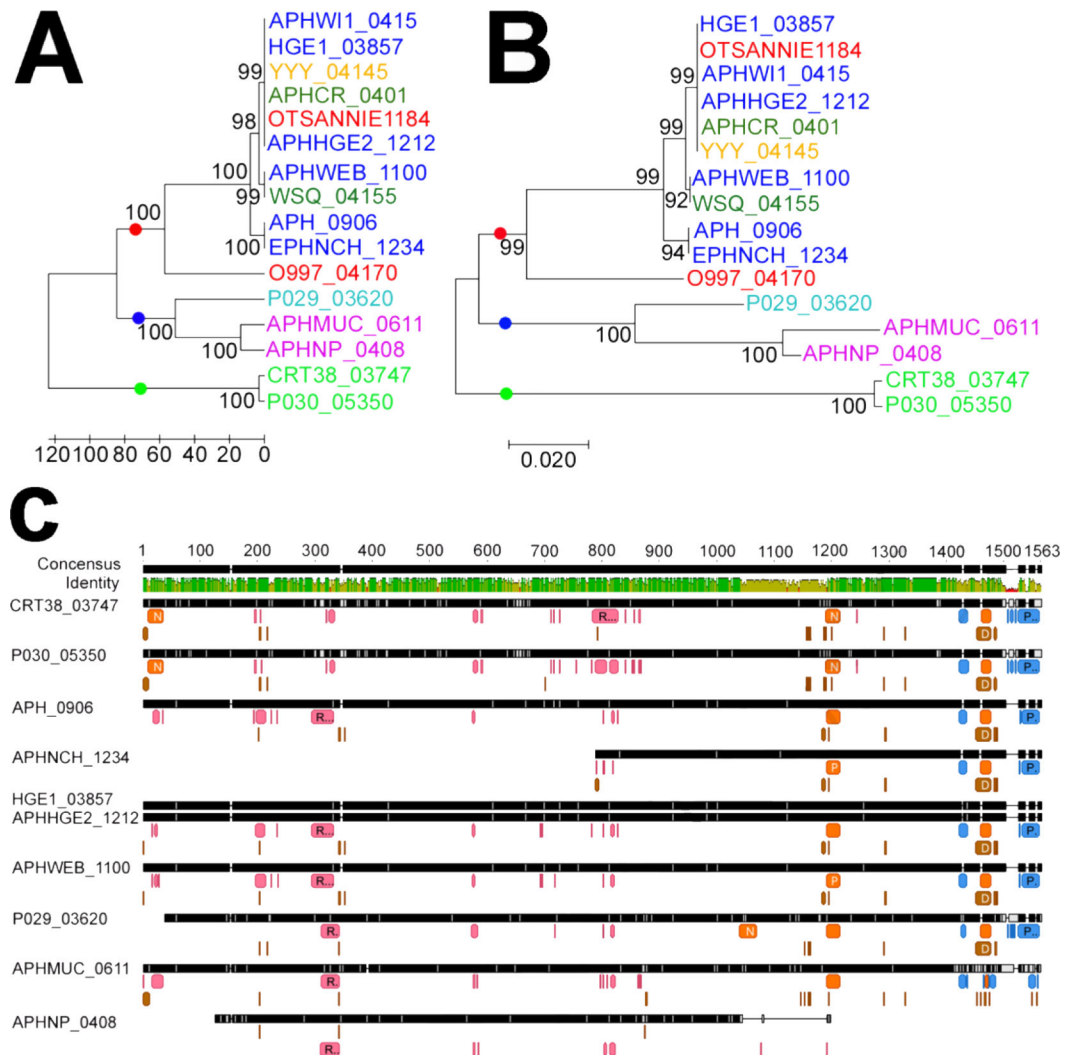 A
APHWI1_0415
HGE1_03857
YYY_04145
APHCR_0401
OTSANNIE1184
APHHGE2_1212
APHWEB_1100
WSQ_04155
APH_0906
EPHNCH_1234
O997_04170
P029_03620
APHMUC_0611
APHNP_0408
CRT38_03747
P030_05350
99
98
100
99
100
100
100
100
100
120 100 80 60 40 20 0
B
HGE1_03857
OTSANNIE1184
APHWI1_0415
APHHGE2_1212
APHCR_0401
YYY_04145
APHWEB_1100
WSQ_04155
APH_0906
EPHNCH_1234
O997_04170
P029_03620
APHMUC_0611
APHNP_0408
CRT38_03747
P030_05350
99
99
99
92
94
99
100
100
100
0.020
C
1 100 200 300 400 500 600 700 800 900 1000 1100 1200 1300 1400 1500 1563
Consensus
Identity
CRT38_03747
N R... N P..
D
P030_05350
N N P..
D
APH_0906
R... P..
D
APHNCH_1234
P P..
D
HGE1_03857
APHHGE2_1212
R... P..
D
APHWEB_1100
R... P P..
D
P029_03620
R. N P..
D
APHMUC_0611
R.
APHNP_0408
R..